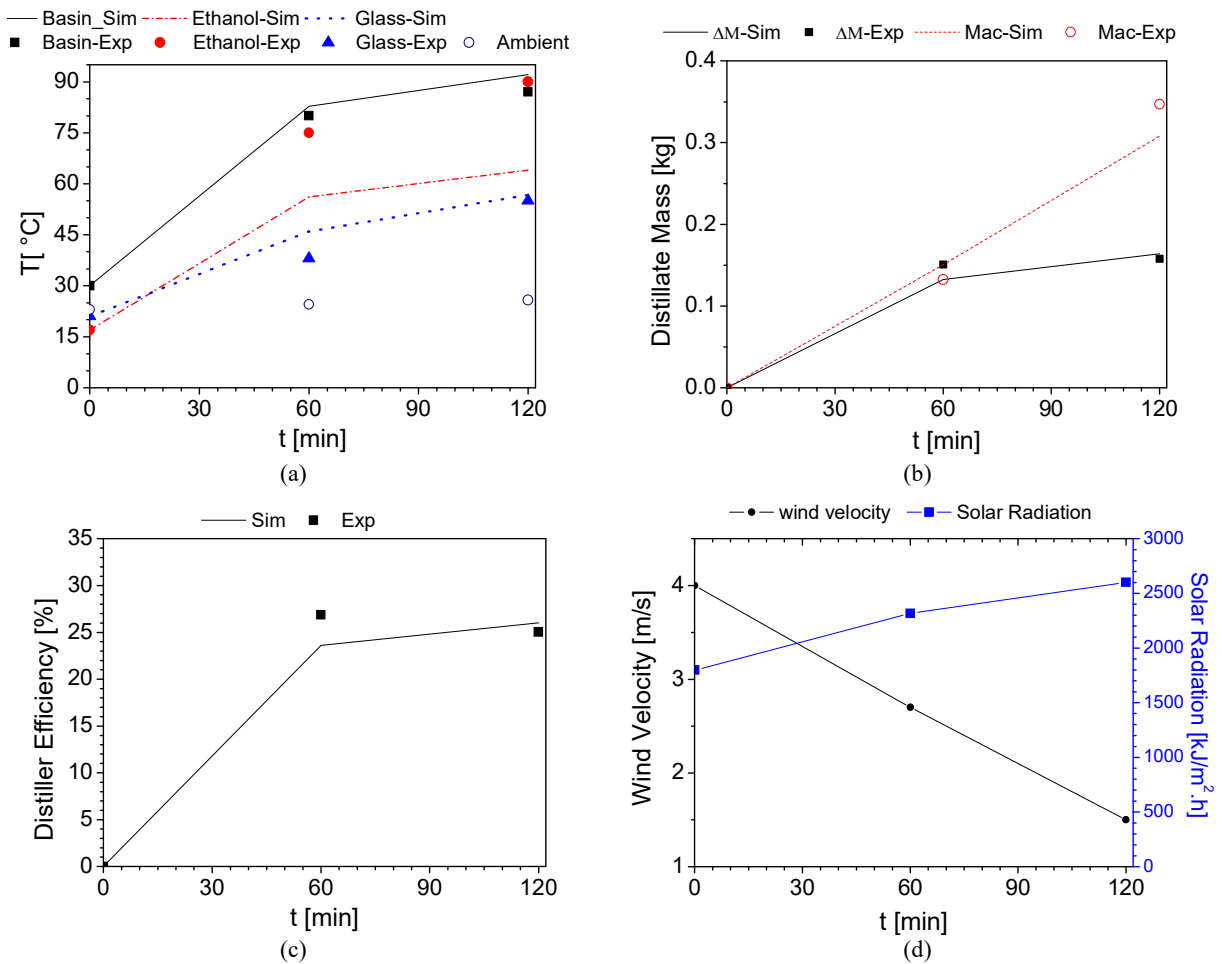 Basin_Sim Ethanol-Sim Glass-Sim
Basin-Exp Ethanol-Exp Glass-Exp Ambient
90
75
60
45
30
15
0
T[ °C]
0 30 60 90 120
t [min]
(a)
ΔM-Sim ΔM-Exp Mac-Sim Mac-Exp
0.4
0.3
0.2
0.1
0.0
Distillate Mass [kg]
0 30 60 90 120
t [min]
(b)
Sim Exp
35
30
25
20
15
10
5
0
Distiller Efficiency [%]
0 30 60 90 120
t [min]
(c)
wind velocity Solar Radiation
4
3
2
1
Wind Velocity [m/s]
3000
2500
2000
1500
1000
500
0
Solar Radiation [kJ/m².h]
0 30 60 90 120
t [min]
(d)